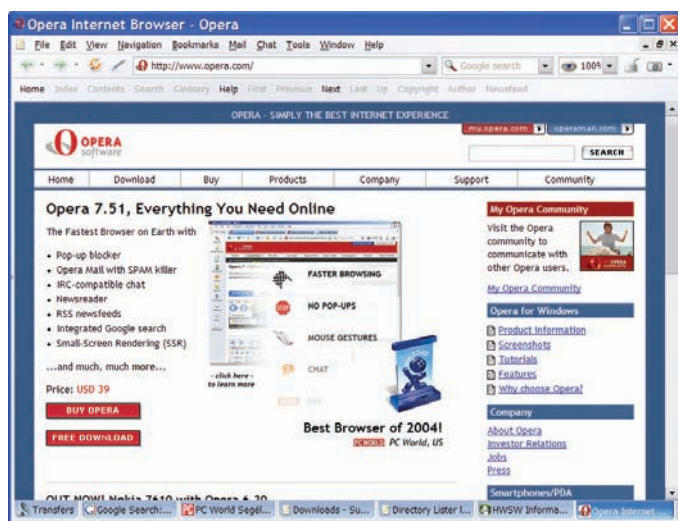 Opera Internet Browser - Opera
File Edit View Navigation Bookmarks Mail Chat Tools Window Help
http://www.opera.com/ Google search 100%
Home Index Contents Search Glossary Help First Previous Next Last Up Copyright Author Newsfeed
OPERA - SIMPLY THE BEST INTERNET EXPERIENCE
my.opera.com operamail.com
OPERA
software
SEARCH
Home Download Buy Products Company Support Community
Opera 7.51, Everything You Need Online
The Fastest Browser on Earth with
• Pop-up blocker
• Opera Mail with SPAM killer
• IRC-compatible chat
• Newsreader
• RSS newsfeeds
• Integrated Google search
• Small-Screen Rendering (SSR)
...and much, much more...
Price: USD 39
BUY OPERA
FREE DOWNLOAD
FASTER BROWSING
STOP
NO POP-UPS
MOUSE GESTURES
CHAT
- click here -
to learn more
Best Browser of 2004!
PC WORLD PC World, US
My Opera Community
Visit the
Opera
community to
communicate with
other Opera users.
My Opera Community
Opera for Windows
Product Information
Screenshots
Tutorials
Features
Why choose Opera?
Company
About Opera
Investor Relations
Jobs
Press
Smartphones/PDA
OUT NOW! Nokia 7610 with Opera 6.20
Transfers Google Search:... PC World Segél... Downloads - Su... Directory Lister I... HWSW Informa... Opera Internet ...